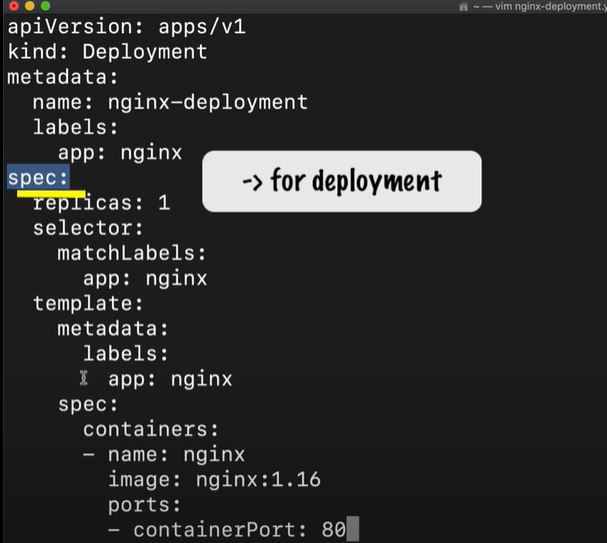 ~ — vim nginx-deployment.y
apiVersion: apps/v1
kind: Deployment
metadata:
  name: nginx-deployment
  labels:
    app: nginx
spec:
-> for deployment
  replicas: 1
  selector:
    matchLabels:
      app: nginx
  template:
    metadata:
      labels:
        app: nginx
    spec:
      containers:
      - name: nginx
        image: nginx:1.16
        ports:
        - containerPort: 80